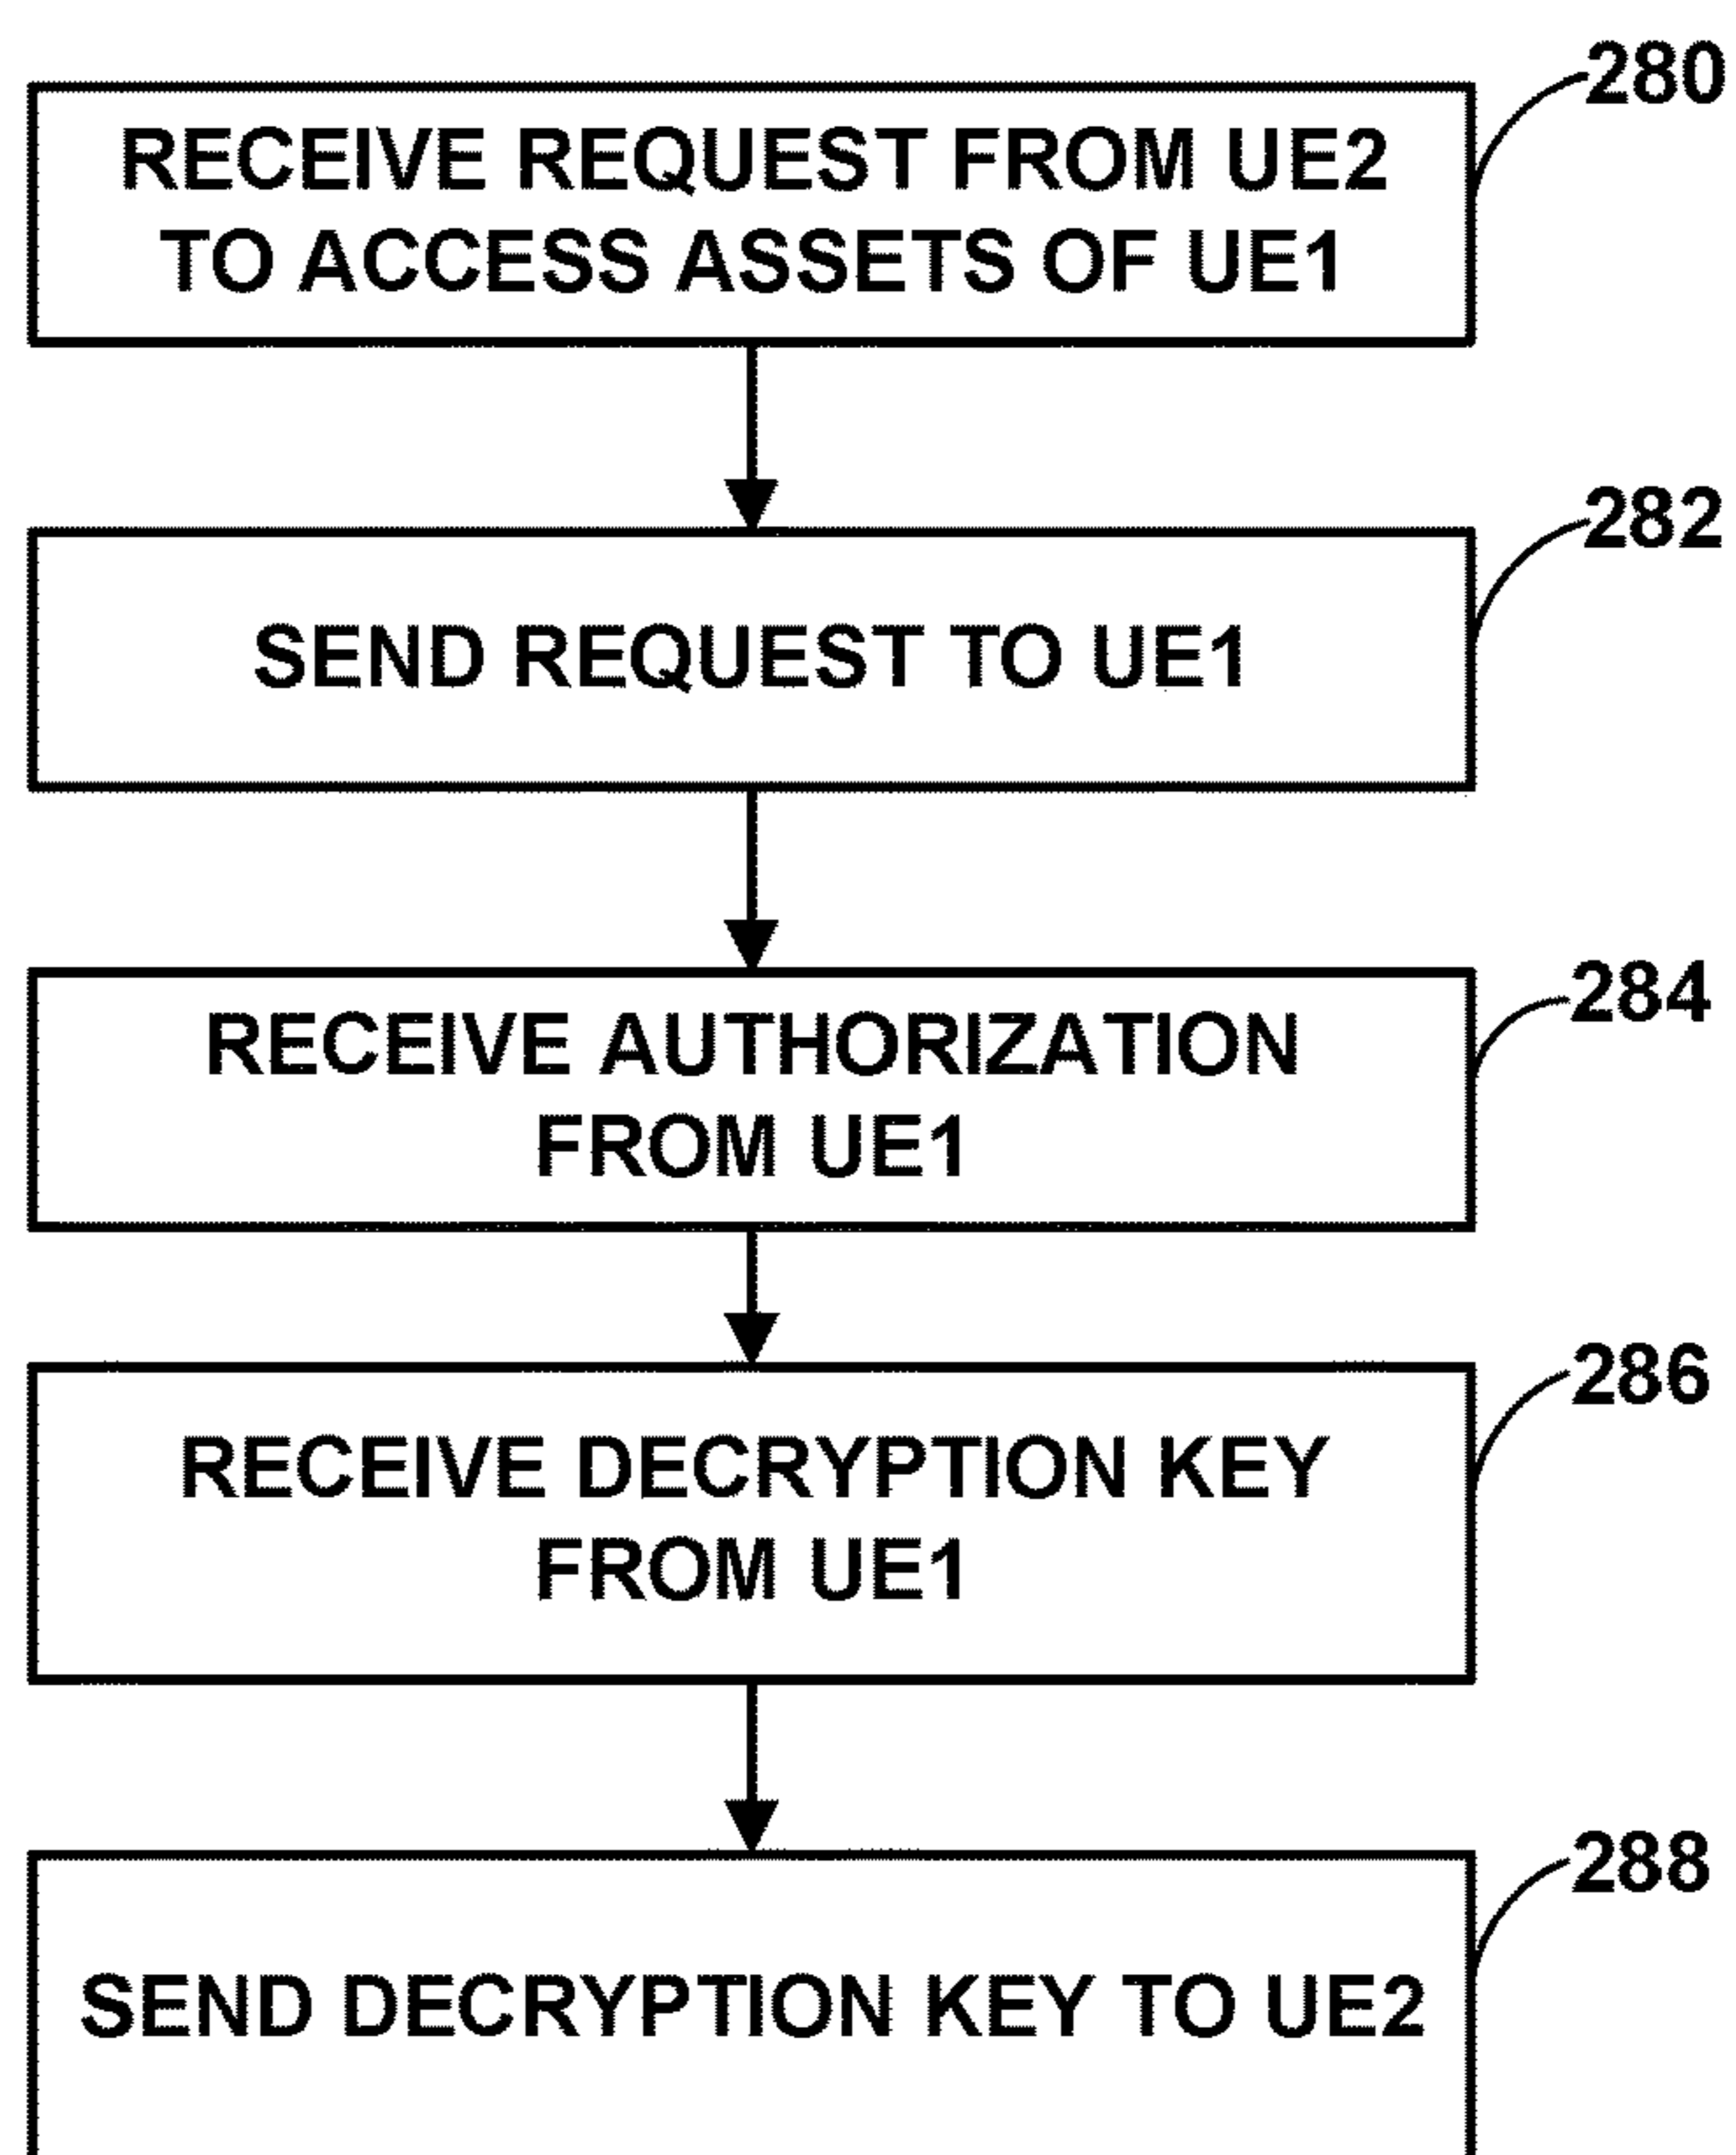 280
RECEIVE REQUEST FROM UE2
TO ACCESS ASSETS OF UE1
282
SEND REQUEST TO UE1
284
RECEIVE AUTHORIZATION
FROM UE1
286
RECEIVE DECRYPTION KEY
FROM UE1
288
SEND DECRYPTION KEY TO UE2